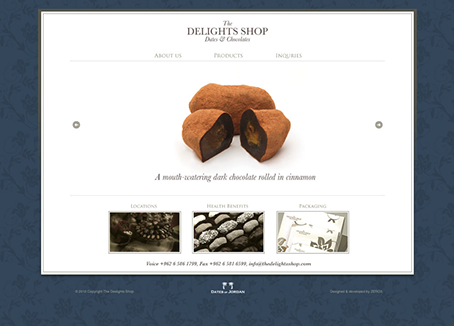 The
DELIGHTS SHOP
Dates & Chocolates
ABOUT US PRODUCTS INQUIRIES
A mouth-watering dark chocolate rolled in cinnamon
LOCATIONS HEALTH BENEFITS PACKAGING
Voice +962 6 586 1799, Fax +962 6 581 6599, info@thedelightsshop.com
© 2010 Copyright The Delights Shop
DATES of JORDAN
Designed & developed by